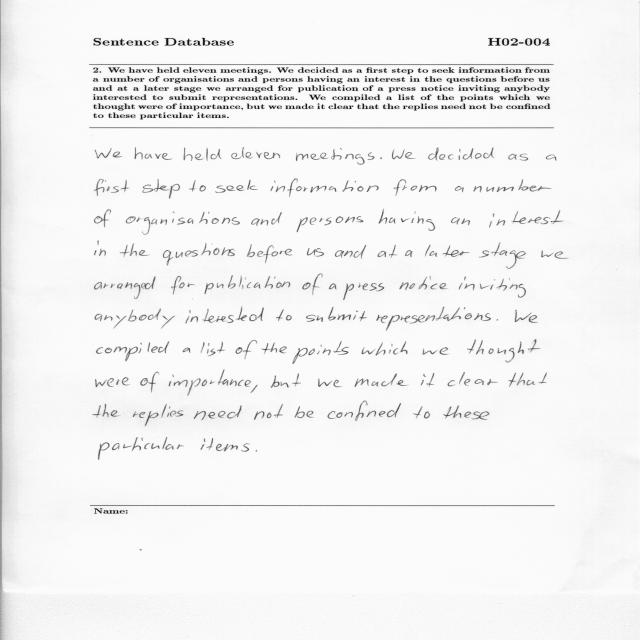 Sentence Database H02-004
2. We have held eleven meetings. We decided as a first step to seek information from
a number of organisations and persons having an interest in the questions before us
and at a later stage we arranged for publication of a press notice inviting anybody
interested to submit representations. We compiled a list of the points which we
thought were of importance, but we made it clear that the replies need not be confined
to these particular items.
We have held eleven meetings. We decided as a
first step to seek information from a number
of organisations and persons having an interest
in the questions before us and at a later stage we
arranged for publication of a press notice inviting
anybody interested to submit representations. We
compiled a list of the points which we thought
were of importance, but we made it clear that
the replies need not be confined to these
particular items.
Name: